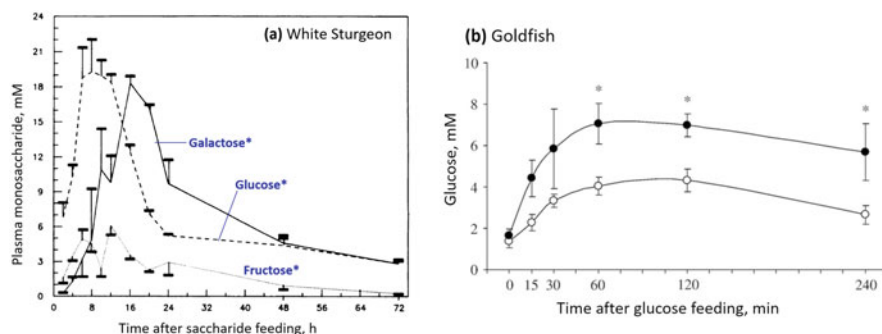 (a) White Sturgeon
Plasma monosaccharide, mM
24
21
18
15
12
9
6
3
0
Galactose*
Glucose*
Fructose*
0 8 16 24 32 40 48 56 64 72
Time after saccharide feeding, h
(b) Goldfish
Glucose, mM
10
8
6
4
2
0
* * *
0 15 30 60 120 240
Time after glucose feeding, min